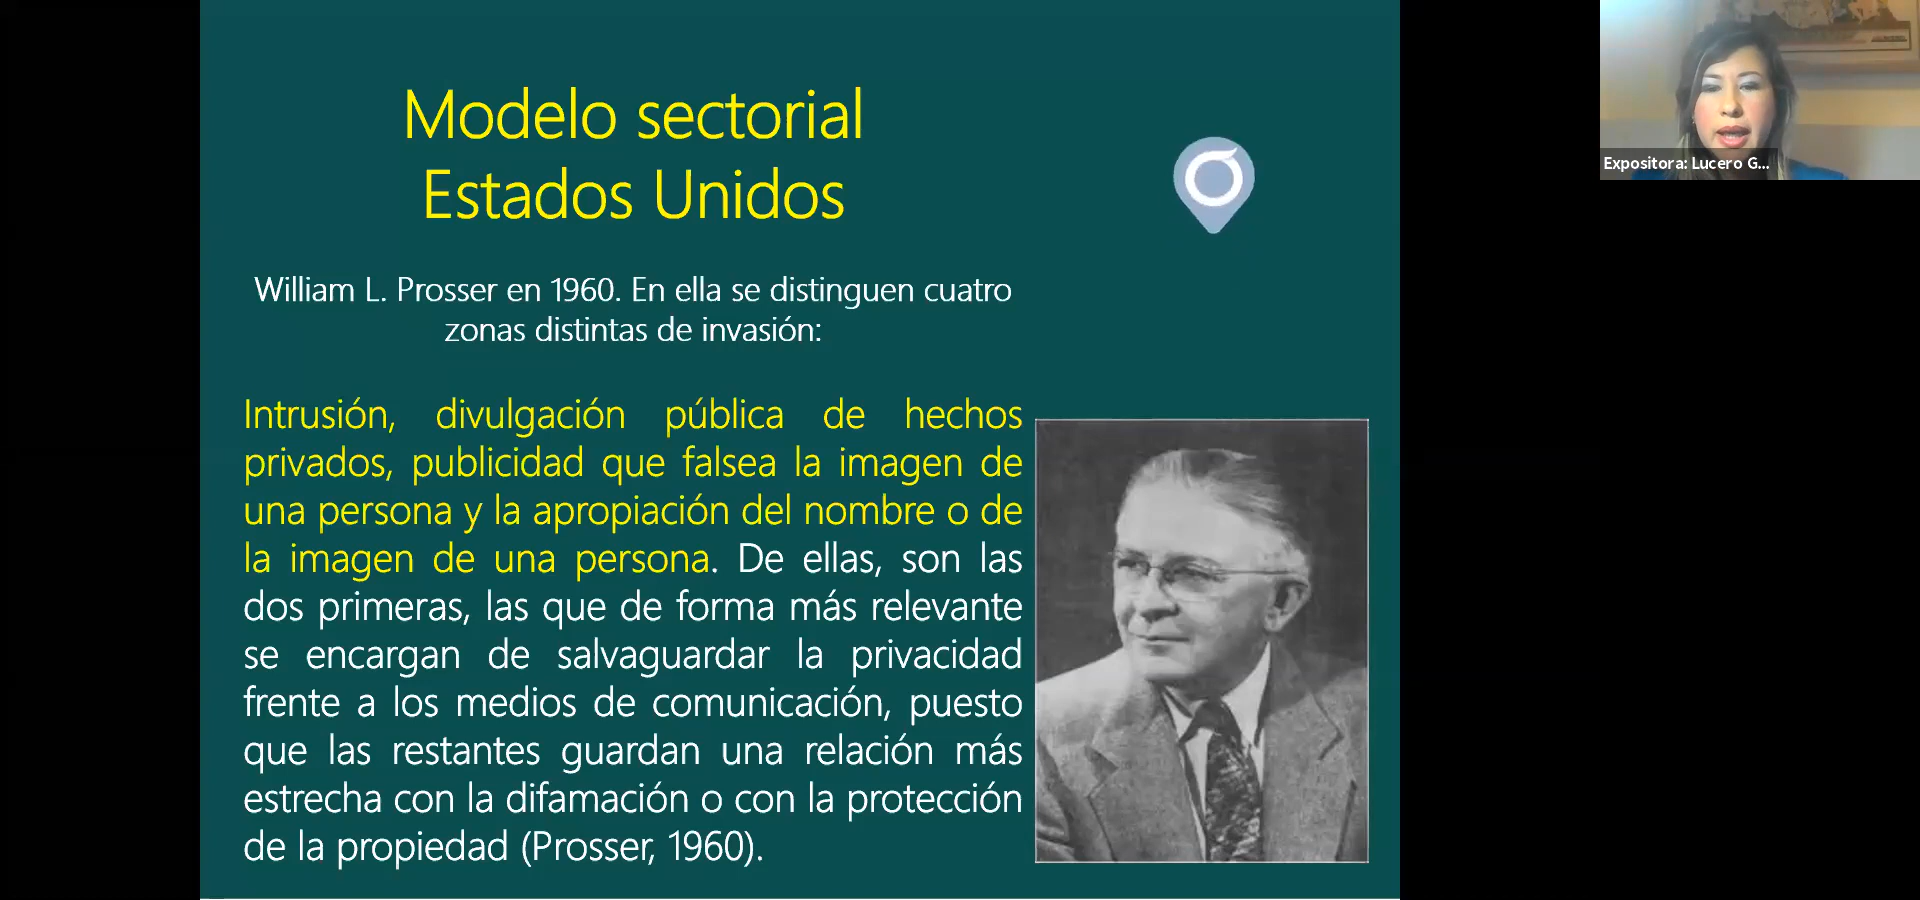 Modelo sectorial
Estados Unidos
William L. Prosser en 1960. En ella se distinguen cuatro
zonas distintas de invasión:
Intrusión, divulgación pública de hechos
privados, publicidad que falsea la imagen de
una persona y la apropiación del nombre o de
la imagen de una persona. De ellas, son las
dos primeras, las que de forma más relevante
se encargan de salvaguardar la privacidad
frente a los medios de comunicación, puesto
que las restantes guardan una relación más
estrecha con la difamación o con la protección
de la propiedad (Prosser, 1960).
Expositora: Lucero G...